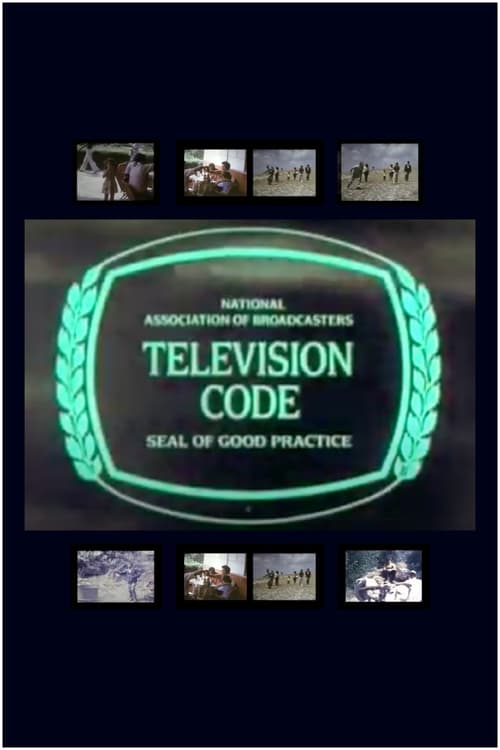 NATIONAL
ASSOCIATION OF BROADCASTERS
TELEVISION
CODE
SEAL OF GOOD PRACTICE